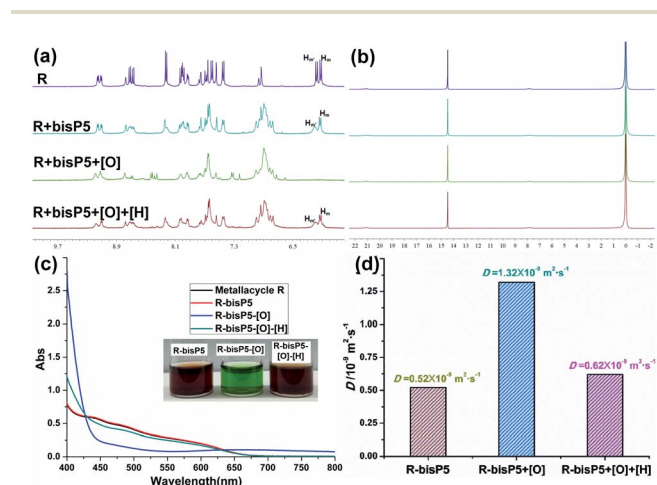 (a)
R
Hm' Hm
R+bisP5
Hm' Hm
R+bisP5+[O]
R+bisP5+[O]+[H]
Hm' Hm
9.7 8.9 8.1 7.3 6.5
(b)
22 21 20 19 18 17 16 15 14 13 12 11 10 9 8 7 6 5 4 3 2 1 0
(c)
Abs
2.5
2.0
1.5
1.0
0.5
0.0
400 450 500 550 600 650 700 750 800
Wavelength(nm)
Metallacycle R
R-bisP5
R-bisP5-[O]
R-bisP5-[O]-[H]
R-bisP5
R-bisP5-[O]
R-bisP5-
[O]-[H]
(d)
D /10⁻⁹ m²·s⁻¹
1.25
1.00
0.75
0.50
0.25
0.00
D=0.52X10⁻⁹ m²·s⁻¹
D=1.32X10⁻⁹ m²·s⁻¹
D=0.62X10⁻⁹ m²·s⁻¹
R-bisP5 R-bisP5+[O] R-bisP5+[O]+[H]